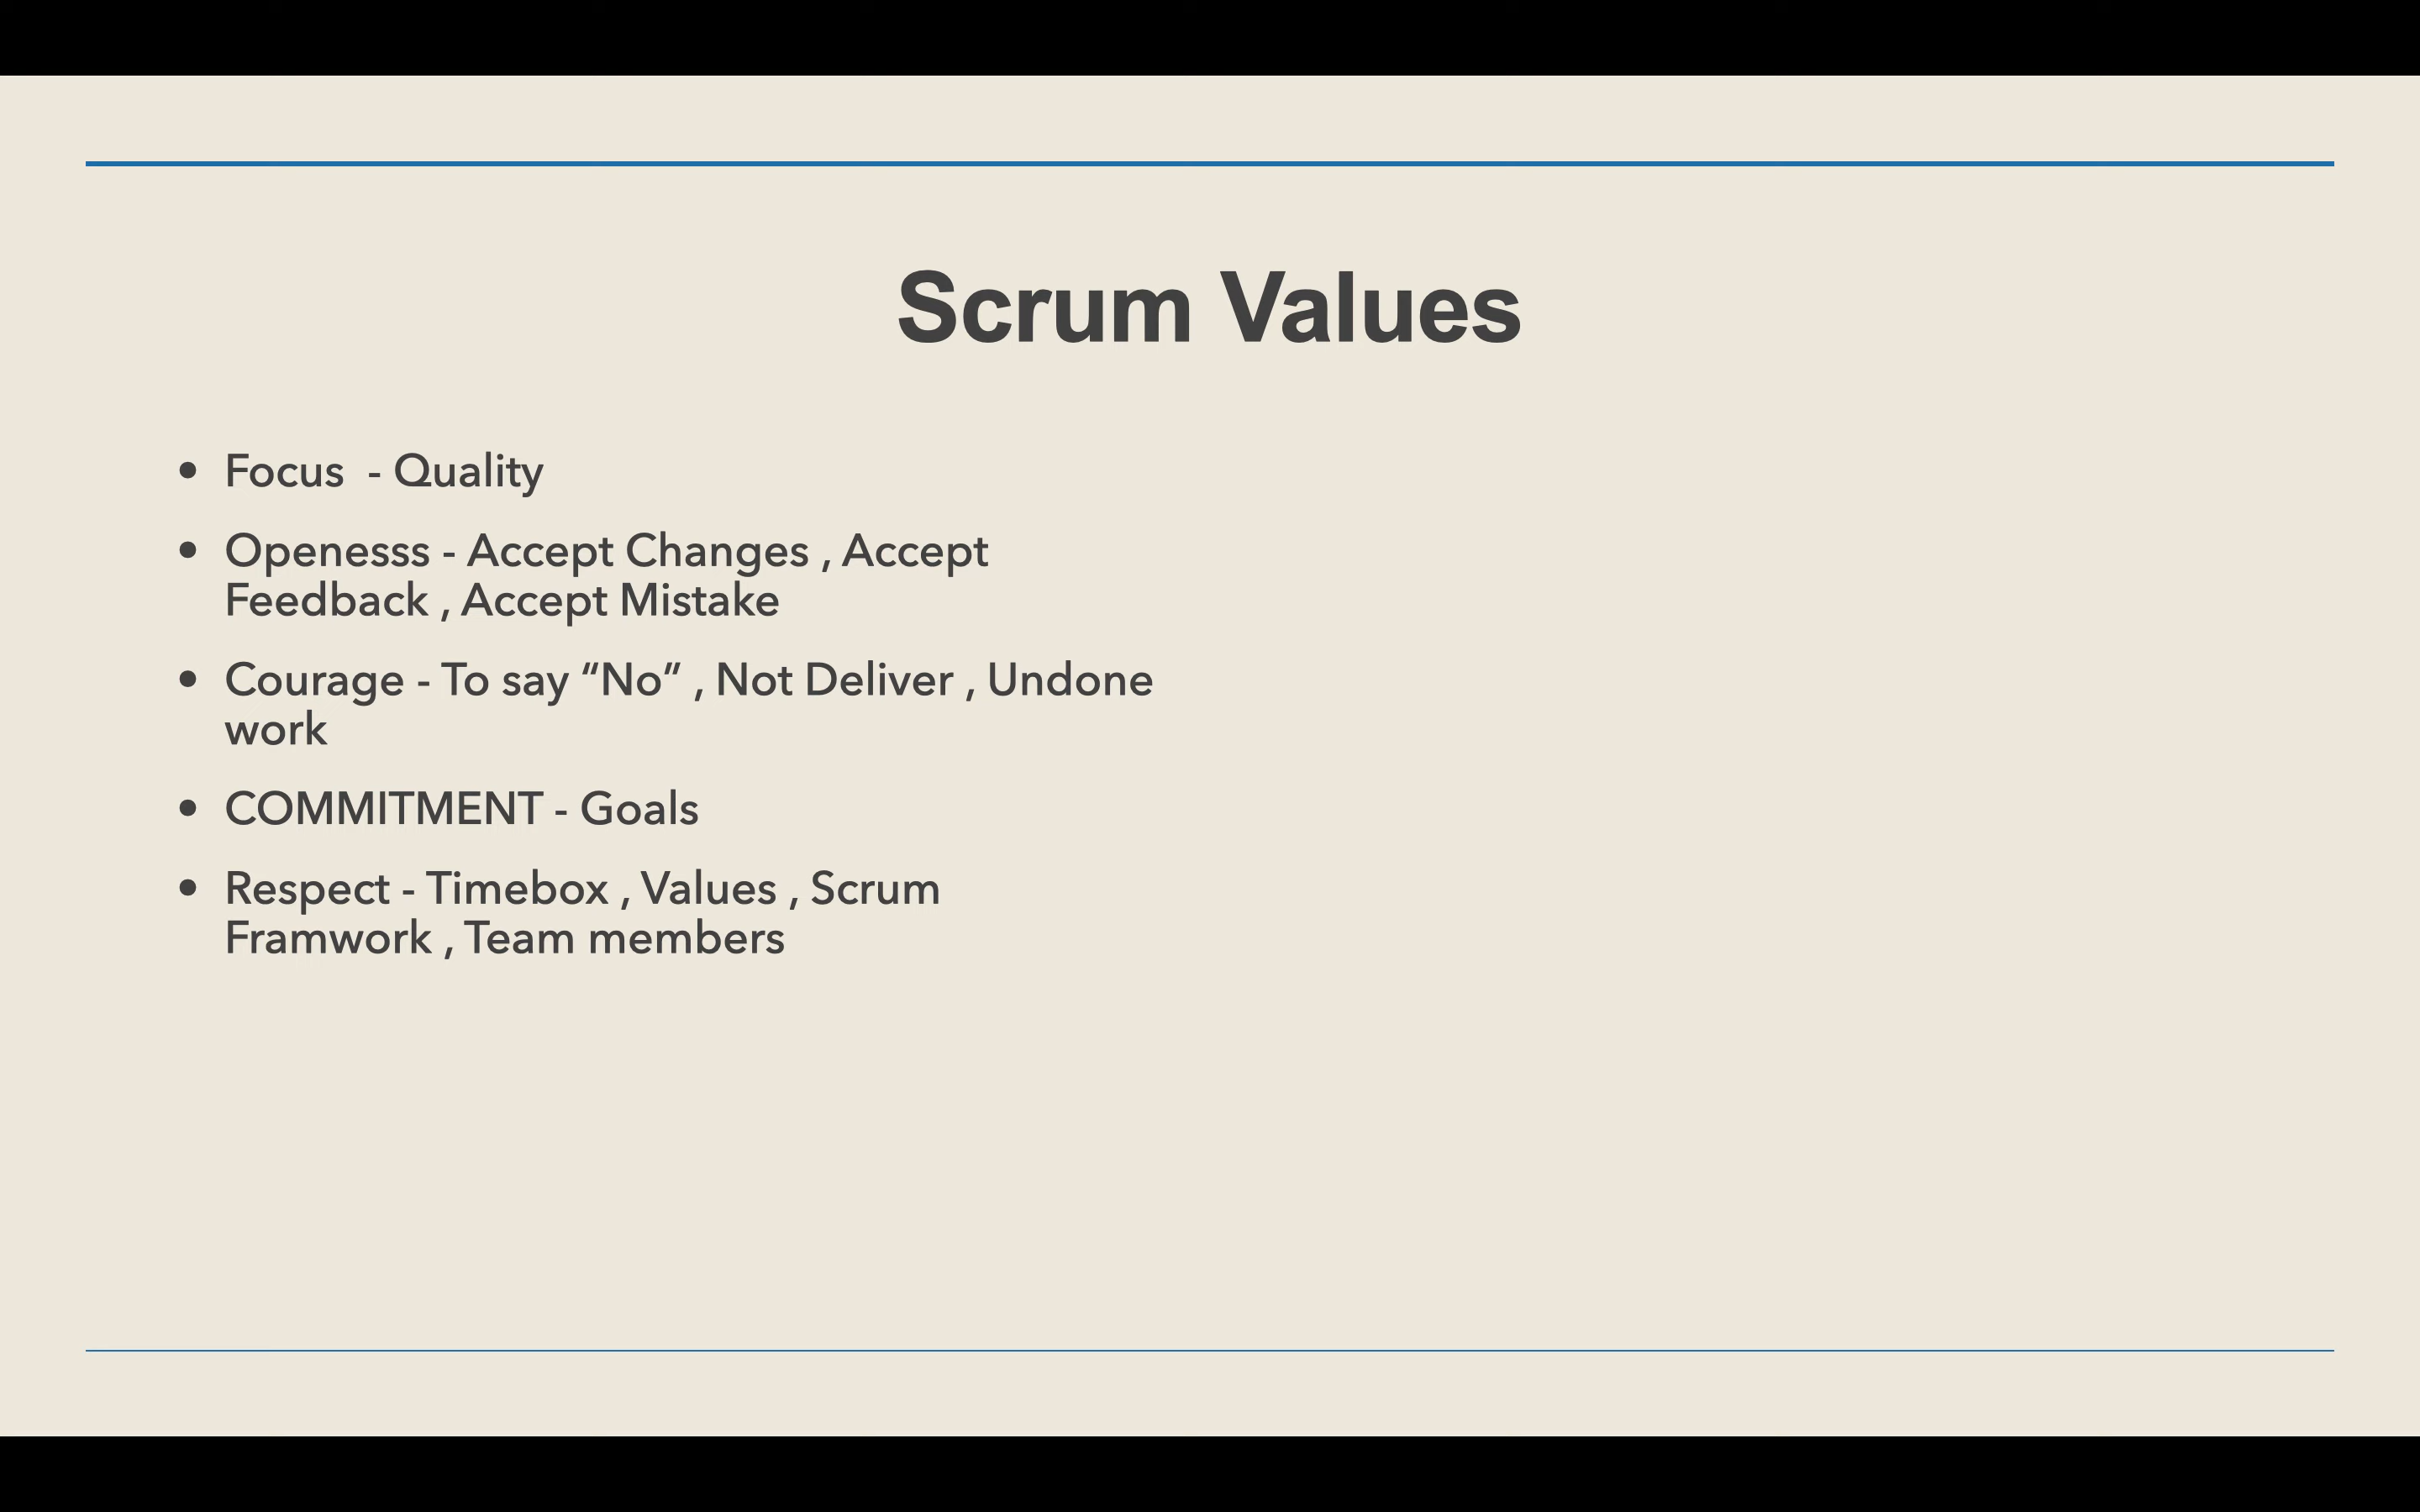 Scrum Values
• Focus  - Quality
• Openesss - Accept Changes , Accept
Feedback , Accept Mistake
• Courage - To say “No” , Not Deliver , Undone
work
• COMMITMENT - Goals
• Respect - Timebox , Values , Scrum
Framwork , Team members